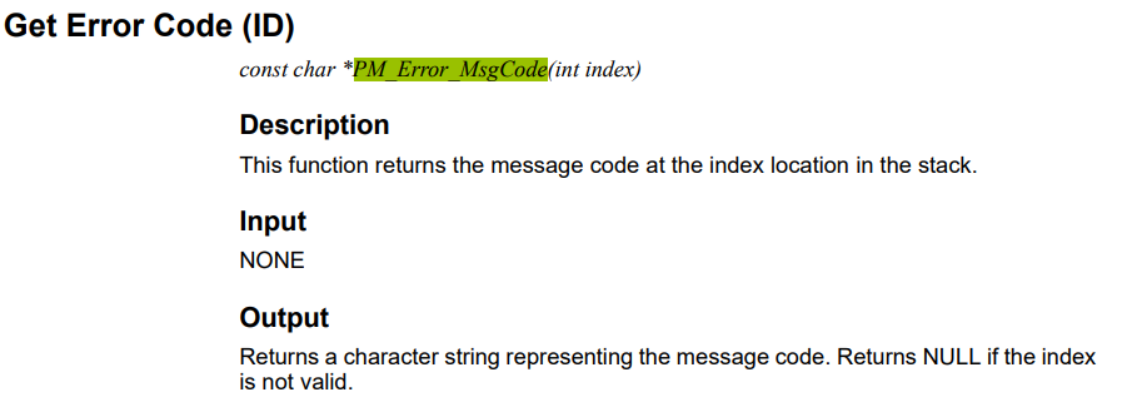 Get Error Code (ID)
const char *PM_Error_MsgCode(int index)
Description
This function returns the message code at the index location in the stack.
Input
NONE
Output
Returns a character string representing the message code. Returns NULL if the index
is not valid.